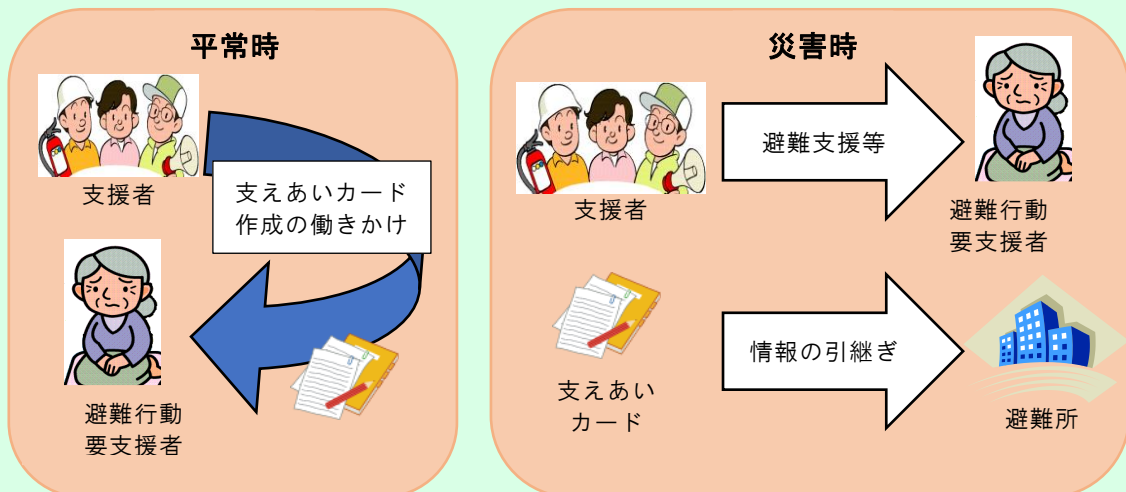 平常時
支援者
支えあいカード
作成の働きかけ
避難行動
要支援者
災害時
支援者
避難支援等
避難行動
要支援者
支えあい
カード
情報の引継ぎ
避難所